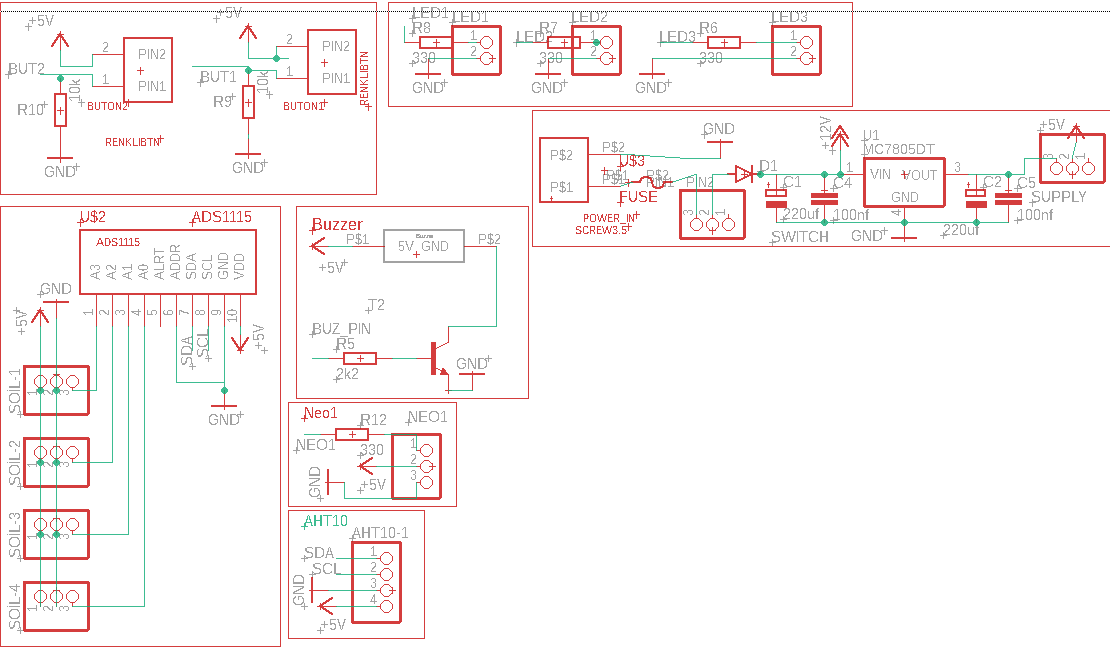 +5V
2
PIN2
BUT2
1
PIN1
10k
R10
BUTON2
RENKLIBTN
GND
+5V
2
PIN2
BUT1
1
PIN1
10k
R9
BUTON1
RENKLIBTN
GND
LED1
R8
330
GND
LED1
1
2
LED2
R7
330
GND
LED2
1
2
LED3
R6
330
GND
LED3
1
2
P$2
P$1
P$2
U$3
FUSE
POWER_IN
SCREW3.5
GND
PIN2
3
2
1
SWITCH
D1
C1
220uf
+12V
C4
100nf
U1
MC7805DT
1
VIN
VOUT
3
GND
4
GND
C2
220uf
C5
100nf
+5V
3
2
1
SUPPLY
U$2
ADS1115
ADS1115
A3
A2
A1
A0
ALRT
ADDR
SDA
SCL
GND
VDD
1
2
3
4
5
6
7
8
9
10
GND
+5V
SDA
SCL
+5V
GND
SOIL-1
1
2
3
SOIL-2
1
2
3
SOIL-3
1
2
3
SOIL-4
1
2
3
Buzzer
P$1
Buzzer
5V GND
P$2
+5V
T2
BUZ_PIN
R5
2k2
GND
Neo1
R12
NEO1
NEO1
330
1
2
3
+5V
GND
AHT10
AHT10-1
SDA
1
SCL
2
3
GND
4
+5V